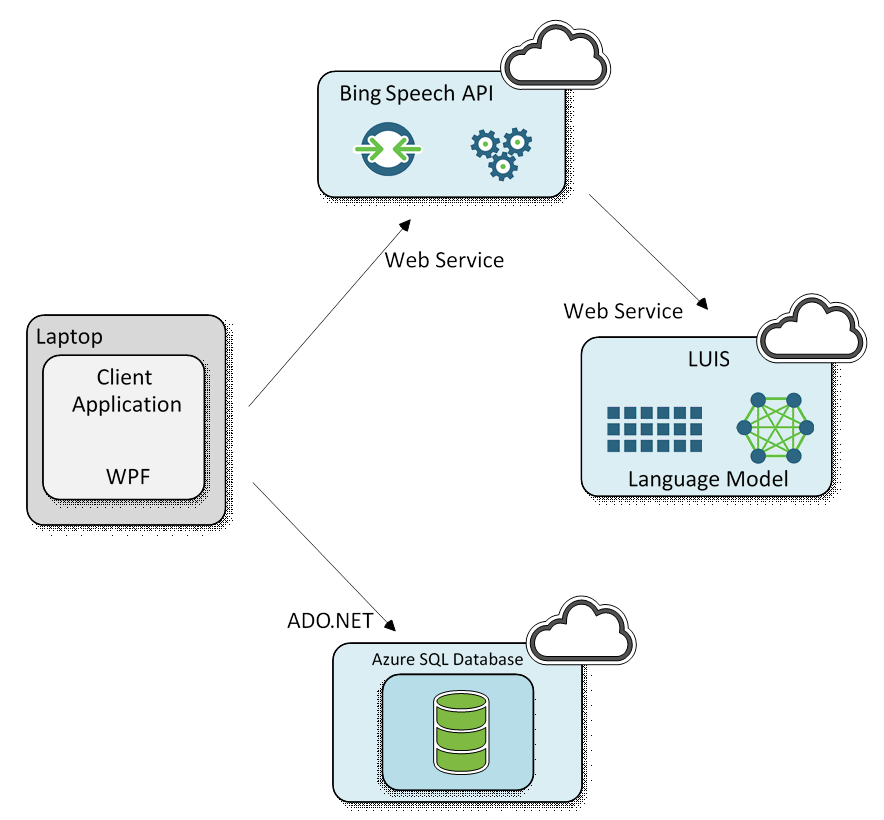 Bing Speech API
Web Service
Web Service
Laptop
Client
Application
WPF
LUIS
Language Model
ADO.NET
Azure SQL Database